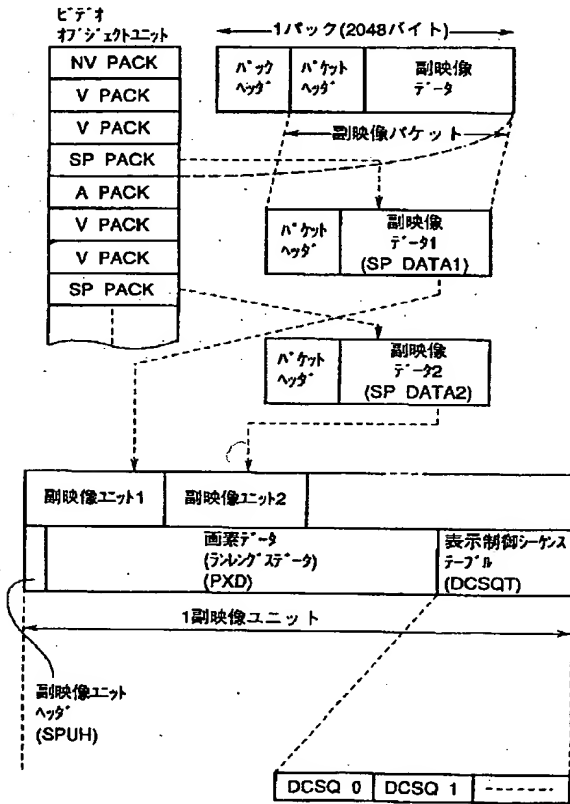 ビデオ
オブジェクトユニット
NV PACK
V PACK
V PACK
SP PACK
A PACK
V PACK
V PACK
SP PACK
1パック(2048バイト)
パック
ヘッダ
パケット
ヘッダ
副映像
データ
副映像パケット
パケット
ヘッダ
副映像
データ1
(SP DATA1)
パケット
ヘッダ
副映像
データ2
(SP DATA2)
副映像ユニット1
副映像ユニット2
画素データ
(ランレングスデータ)
(PXD)
表示制御シーケンス
テーブル
(DCSQT)
1副映像ユニット
副映像ユニット
ヘッダ
(SPUH)
DCSQ 0
DCSQ 1